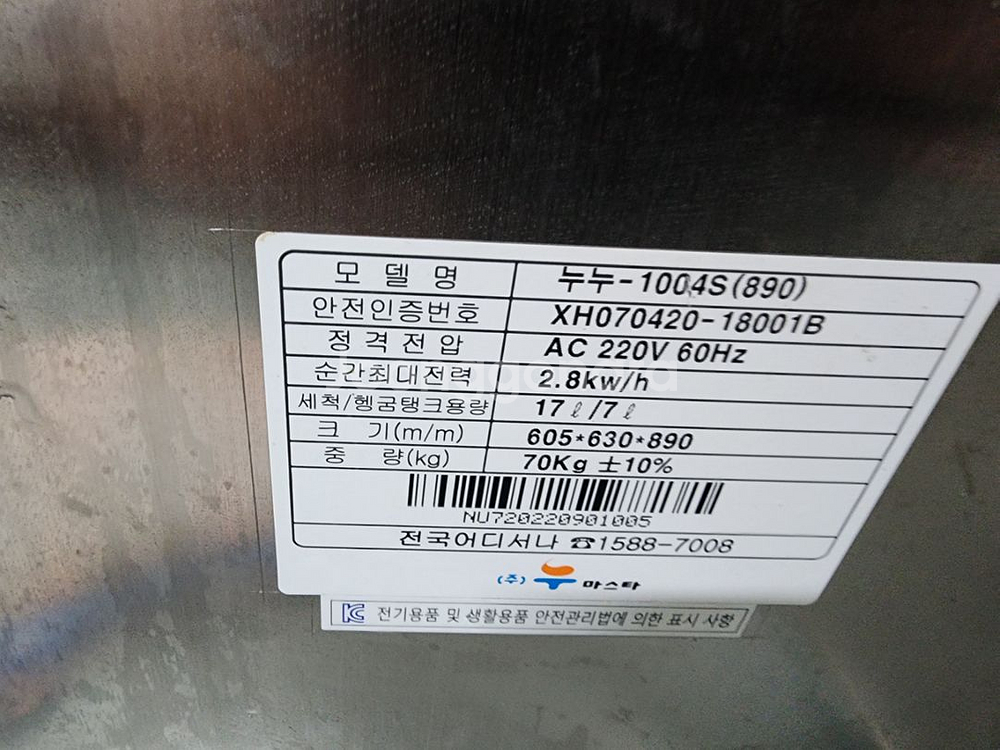 모 델 명 누누-1004S(890)
안전인증번호 XH070420-18001B
정 격 전 압 AC 220V 60Hz
순간최대전력 2.8kw/h
세척/헹굼탱크용량 17ℓ/7ℓ
크 기(m/m) 605*630*890
중 량(kg) 70Kg ±10%
NU720220901005
전국어디서나 ☎1588-7008
(주) 마스타
KC 전기용품 및 생활용품 안전관리법에 의한 표시 사항